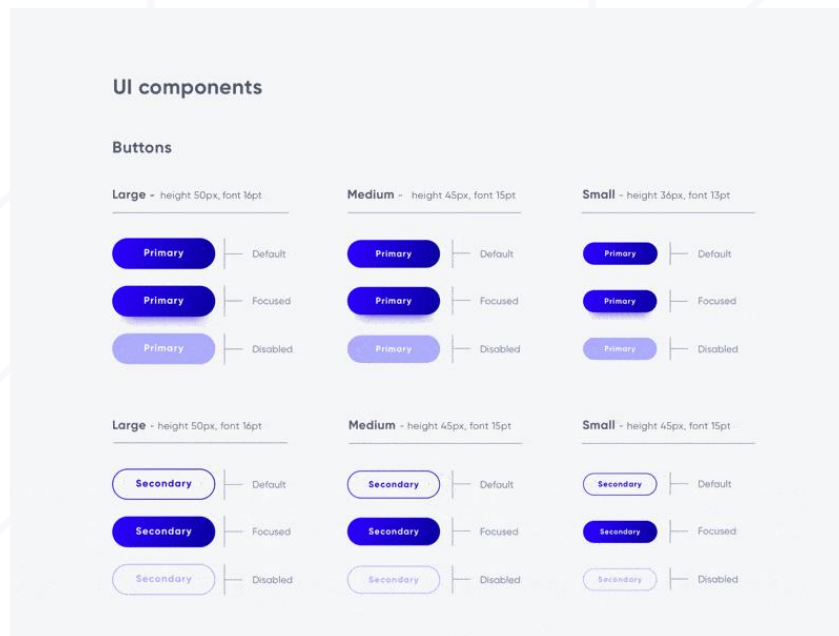 UI components
Buttons
Large - height 50px, font 16pt
Medium - height 45px, font 15pt
Small - height 36px, font 13pt
Primary Default
Primary Default
Primary Default
Primary Focused
Primary Focused
Primary Focused
Primary Disabled
Primary Disabled
Primary Disabled
Large - height 50px, font 16pt
Medium - height 45px, font 15pt
Small - height 45px, font 15pt
Secondary Default
Secondary Default
Secondary Default
Secondary Focused
Secondary Focused
Secondary Focused
Secondary Disabled
Secondary Disabled
Secondary Disabled